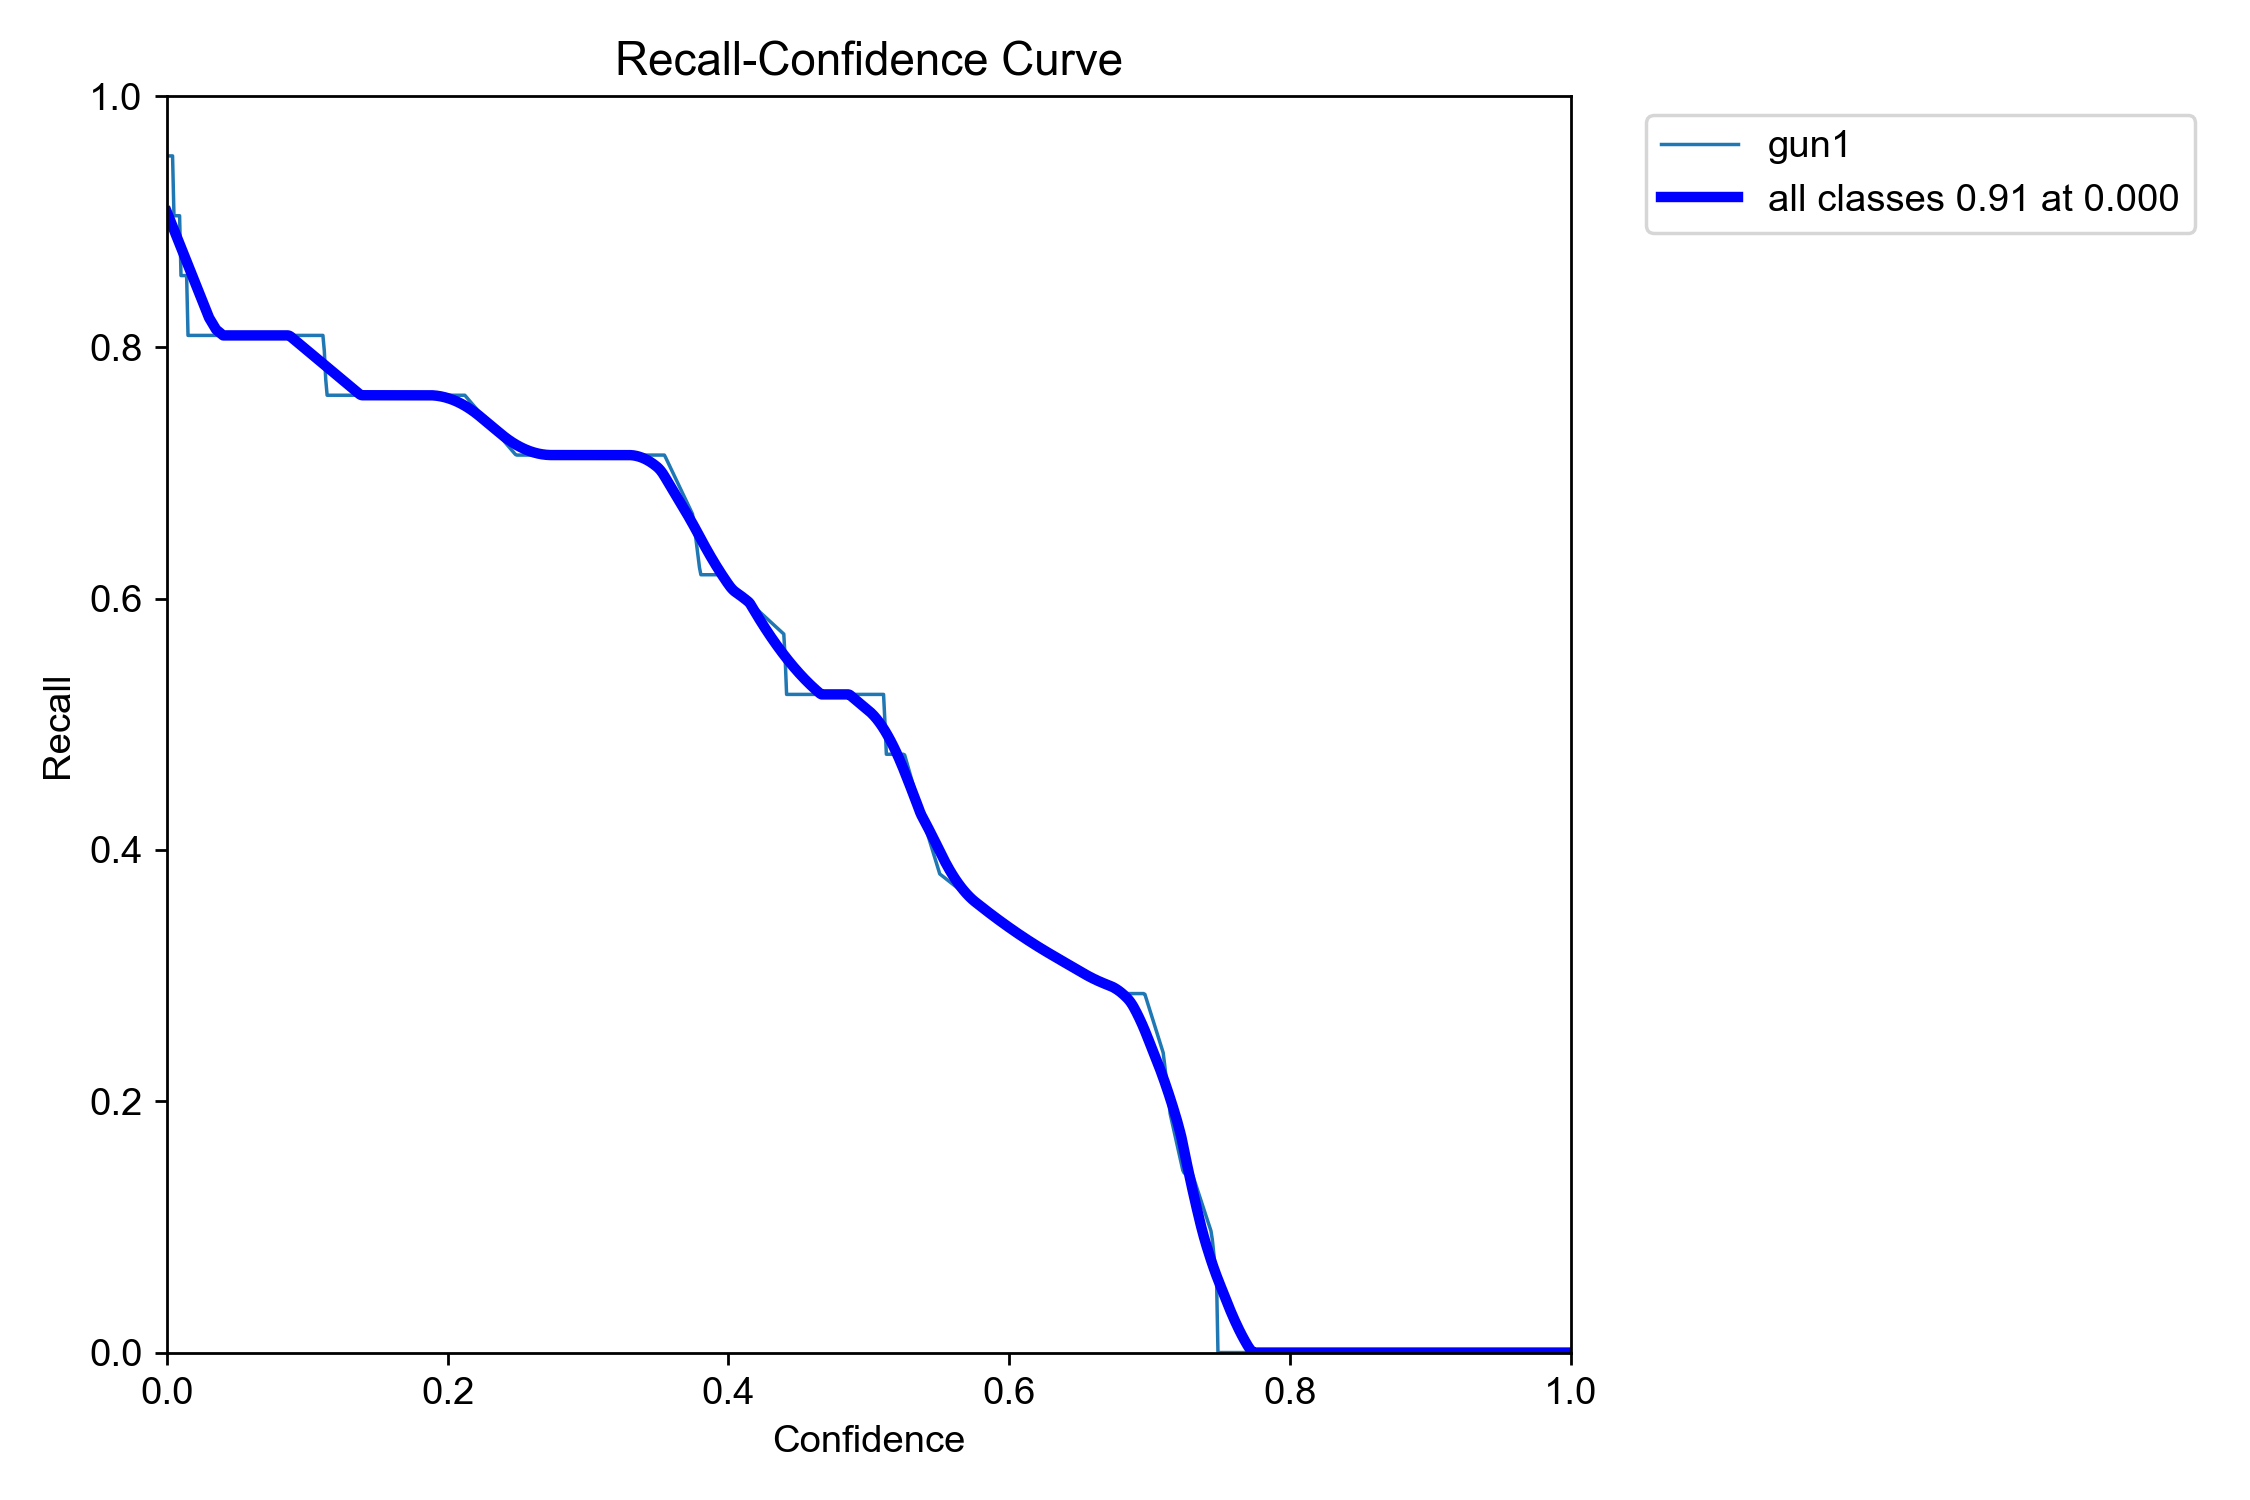 Recall-Confidence Curve
1.0
0.8
0.6
0.4
0.2
0.0
Recall
0.0 0.2 0.4 0.6 0.8 1.0
Confidence
gun1
all classes 0.91 at 0.000